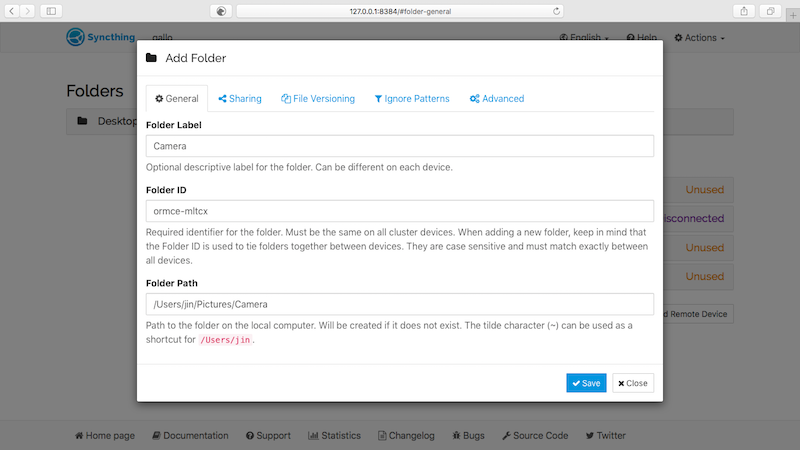 127.0.0.1:8384/#folder-general
Syncthing gallo English Help Actions
Add Folder
Folders
General Sharing File Versioning Ignore Patterns Advanced
Desktop
Folder Label
Camera
Optional descriptive label for the folder. Can be different on each device.
Folder ID
Unused
ormce-mltcx
isconnected
Required identifier for the folder. Must be the same on all cluster devices. When adding a new folder, keep in mind that
the Folder ID is used to tie folders together between devices. They are case sensitive and must match exactly between
all devices.
Unused
Folder Path
Unused
/Users/jin/Pictures/Camera
d Remote Device
Path to the folder on the local computer. Will be created if it does not exist. The tilde character (~) can be used as a
shortcut for /Users/jin.
Save Close
Home page Documentation Support Statistics Changelog Bugs Source Code Twitter